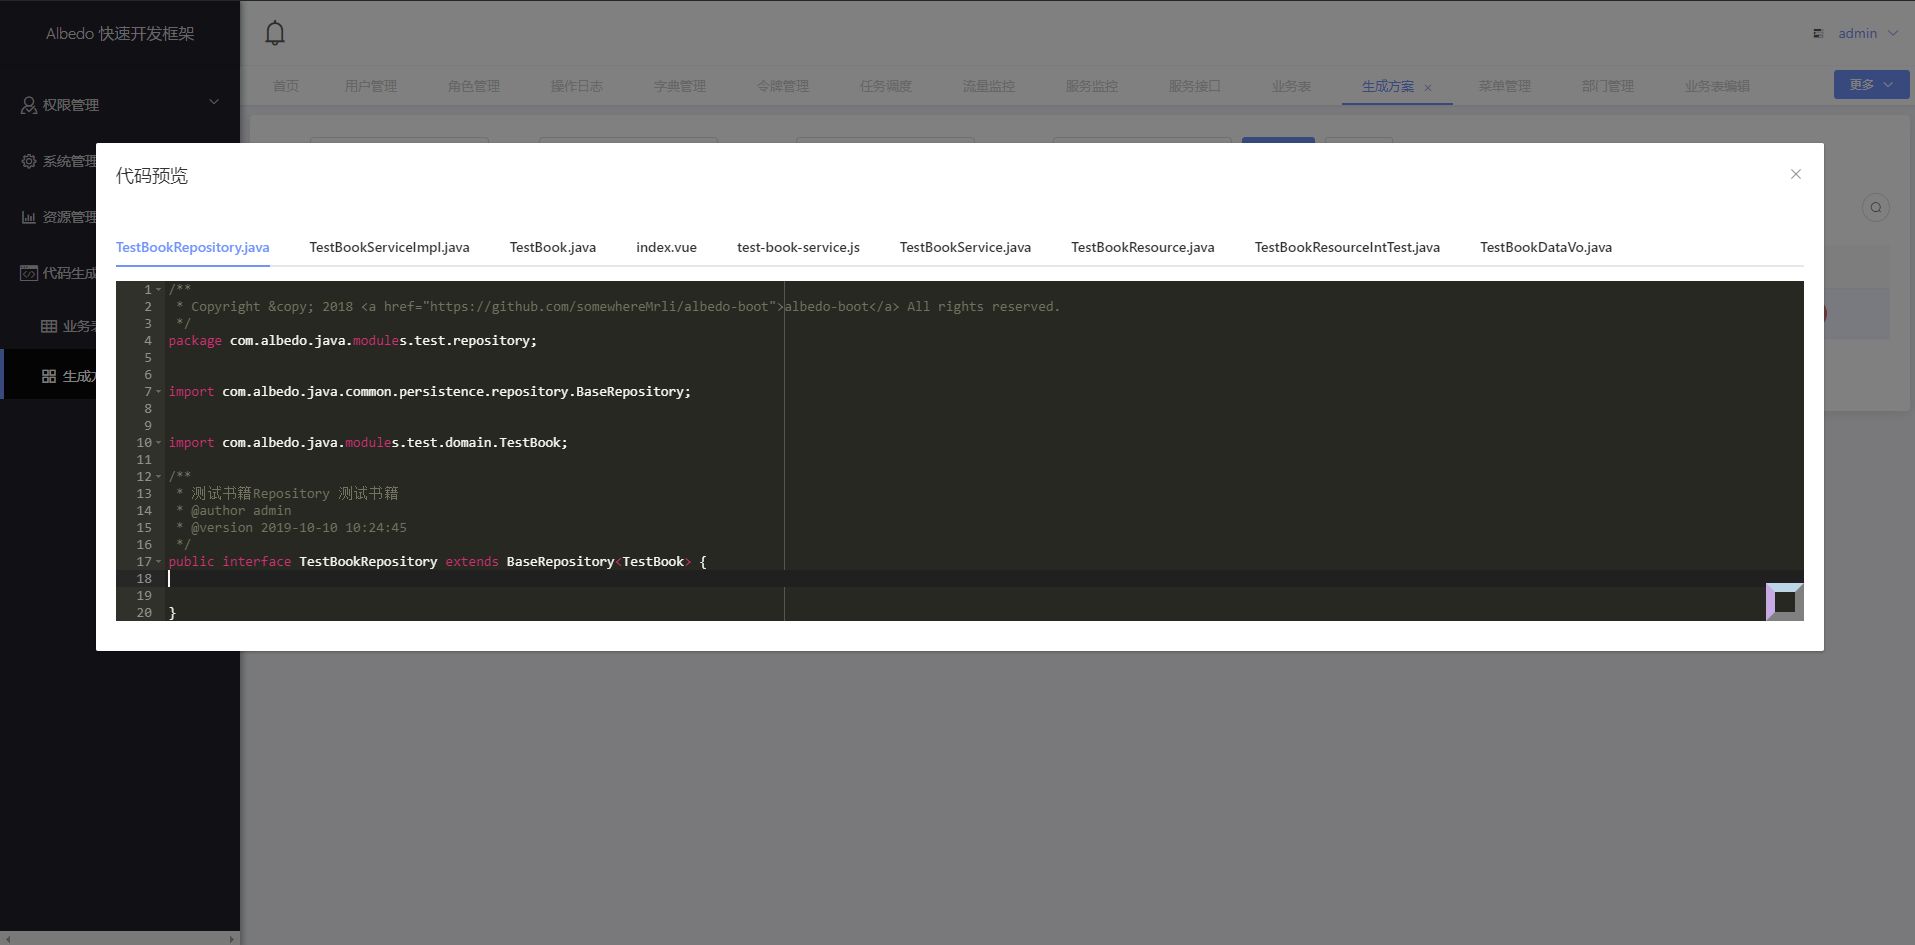 Albedo 快速开发框架
admin
首页 用户管理 角色管理 操作日志 字典管理 令牌管理 任务调度 流量监控 服务监控 服务接口 业务表 生成方案 菜单管理 部门管理 业务表编辑 更多
权限管理
系统管理
资源管理
代码生成
业务
生成
代码预览
TestBookRepository.java TestBookServiceImpl.java TestBook.java index.vue test-book-service.js TestBookService.java TestBookResource.java TestBookResourceIntTest.java TestBookDataVo.java
1 /**
2  * Copyright &copy; 2018 <a href="https://github.com/somewhereMrli/albedo-boot">albedo-boot</a> All rights reserved.
3  */
4 package com.albedo.java.modules.test.repository;
5
6
7 import com.albedo.java.common.persistence.repository.BaseRepository;
8
9
10 import com.albedo.java.modules.test.domain.TestBook;
11
12 /**
13  * 测试书籍Repository 测试书籍
14  * @author admin
15  * @version 2019-10-10 10:24:45
16  */
17 public interface TestBookRepository extends BaseRepository<TestBook> {
18
19
20 }